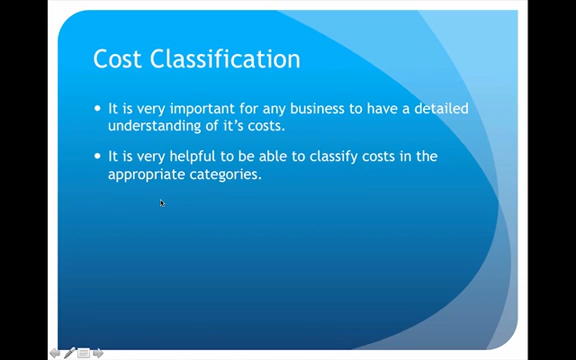 Cost Classification
• It is very important for any business to have a detailed
understanding of it's costs.
• It is very helpful to be able to classify costs in the
appropriate categories.